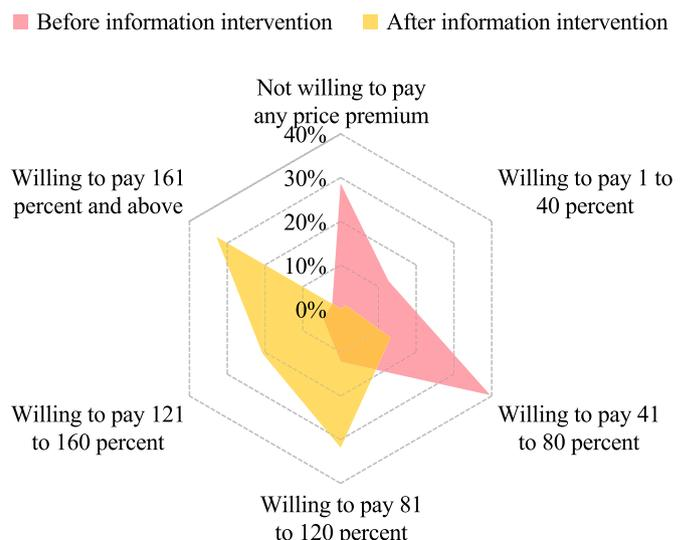 Before information intervention After information intervention
Not willing to pay
any price premium
40%
Willing to pay 161
percent and above
30%
Willing to pay 1 to
40 percent
20%
10%
0%
Willing to pay 121
to 160 percent
Willing to pay 41
to 80 percent
Willing to pay 81
to 120 percent